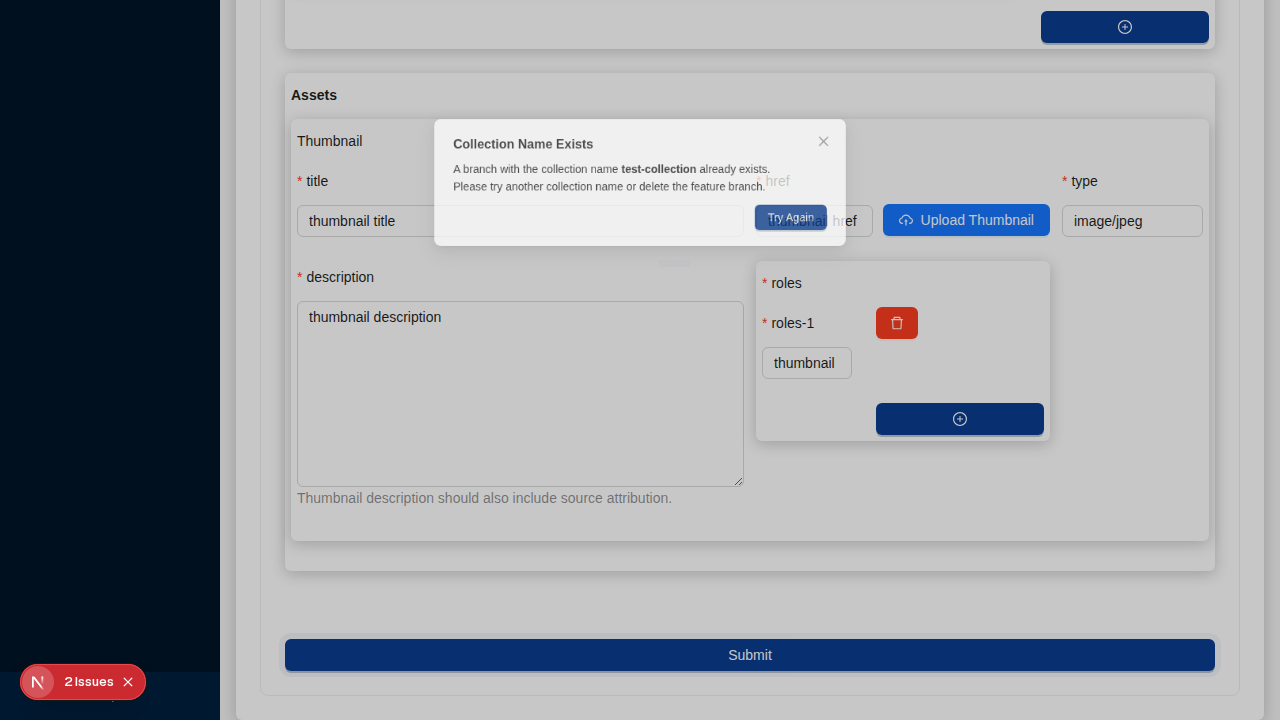 Assets
Thumbnail
Collection Name Exists
A branch with the collection name test-collection already exists.
Please try another collection name or delete the feature branch.
Try Again
* title
* href
* type
thumbnail title
thumbnail href
Upload Thumbnail
image/jpeg
* description
thumbnail description
* roles
* roles-1
thumbnail
Thumbnail description should also include source attribution.
Submit
N
2 Issues